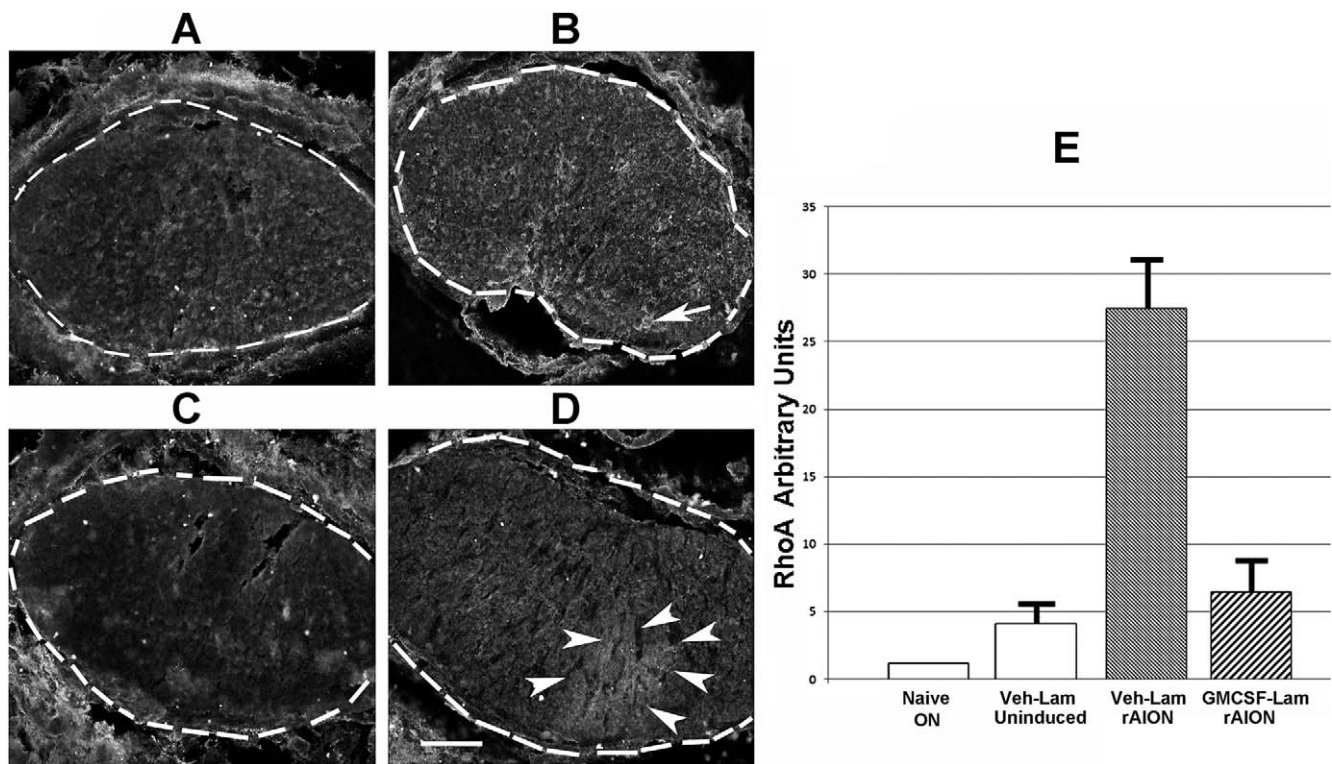 A
B
C
D
E
RhoA Arbitrary Units
35
30
25
20
15
10
5
0
Naive
ON
Veh-Lam
Uninduced
Veh-Lam
rAION
GMCSF-Lam
rAION